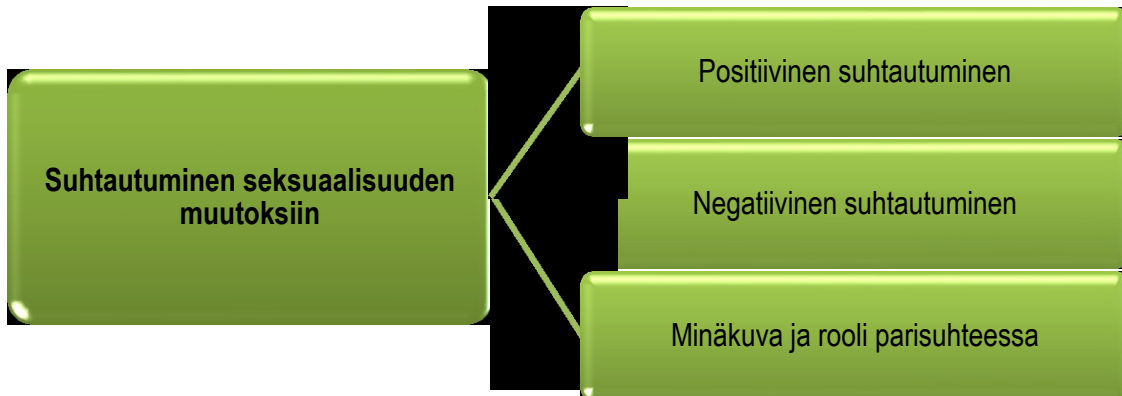 Suhtautuminen seksuaalisuuden
muutoksiin
Positiivinen suhtautuminen
Negatiivinen suhtautuminen
Minäkuva ja rooli parisuhteessa